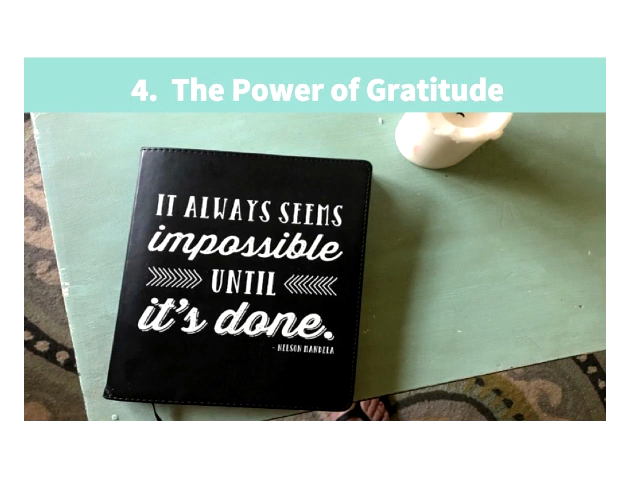 4. The Power of Gratitude
IT ALWAYS SEEMS
impossible
UNTIL
it's done.
- NELSON MANDELA